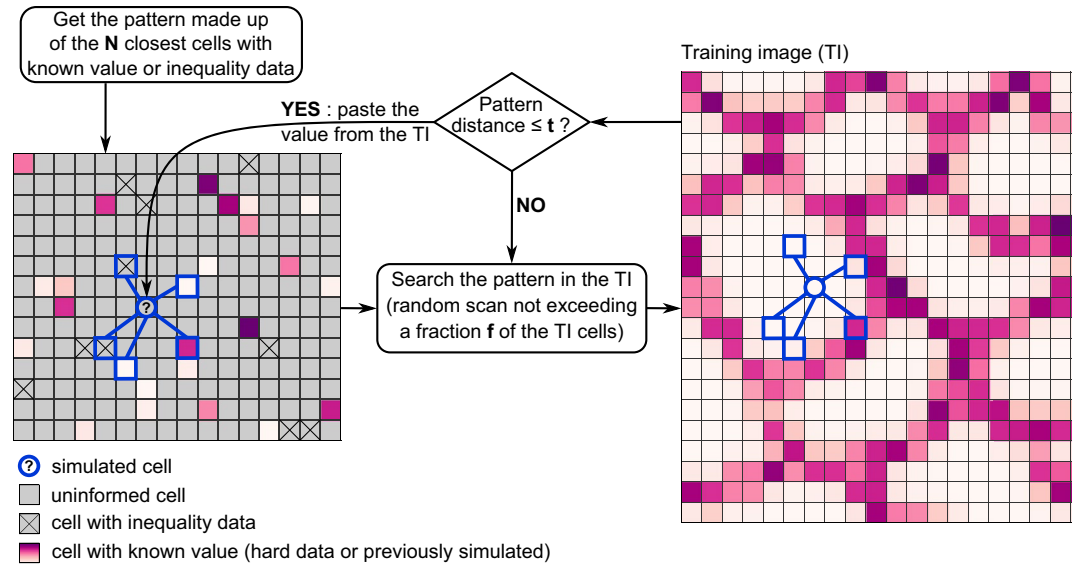 Get the pattern made up
of the N closest cells with
known value or inequality data
Training image (TI)
YES : paste the
value from the TI
Pattern
distance ≤ t ?
NO
?
Search the pattern in the TI
(random scan not exceeding
a fraction f of the TI cells)
? simulated cell
uninformed cell
cell with inequality data
cell with known value (hard data or previously simulated)